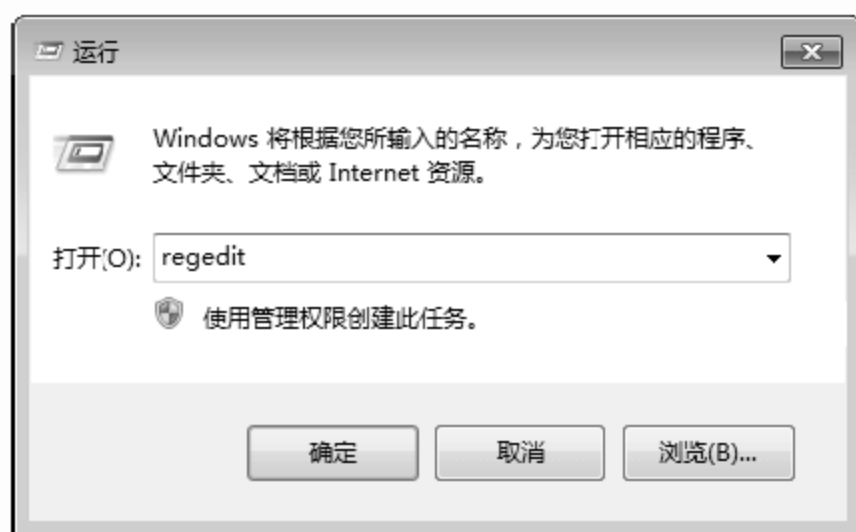 运行
Windows 将根据您所输入的名称，为您打开相应的程序、
文件夹、文档或 Internet 资源。
打开(O): regedit
使用管理权限创建此任务。
确定 取消 浏览(B)...